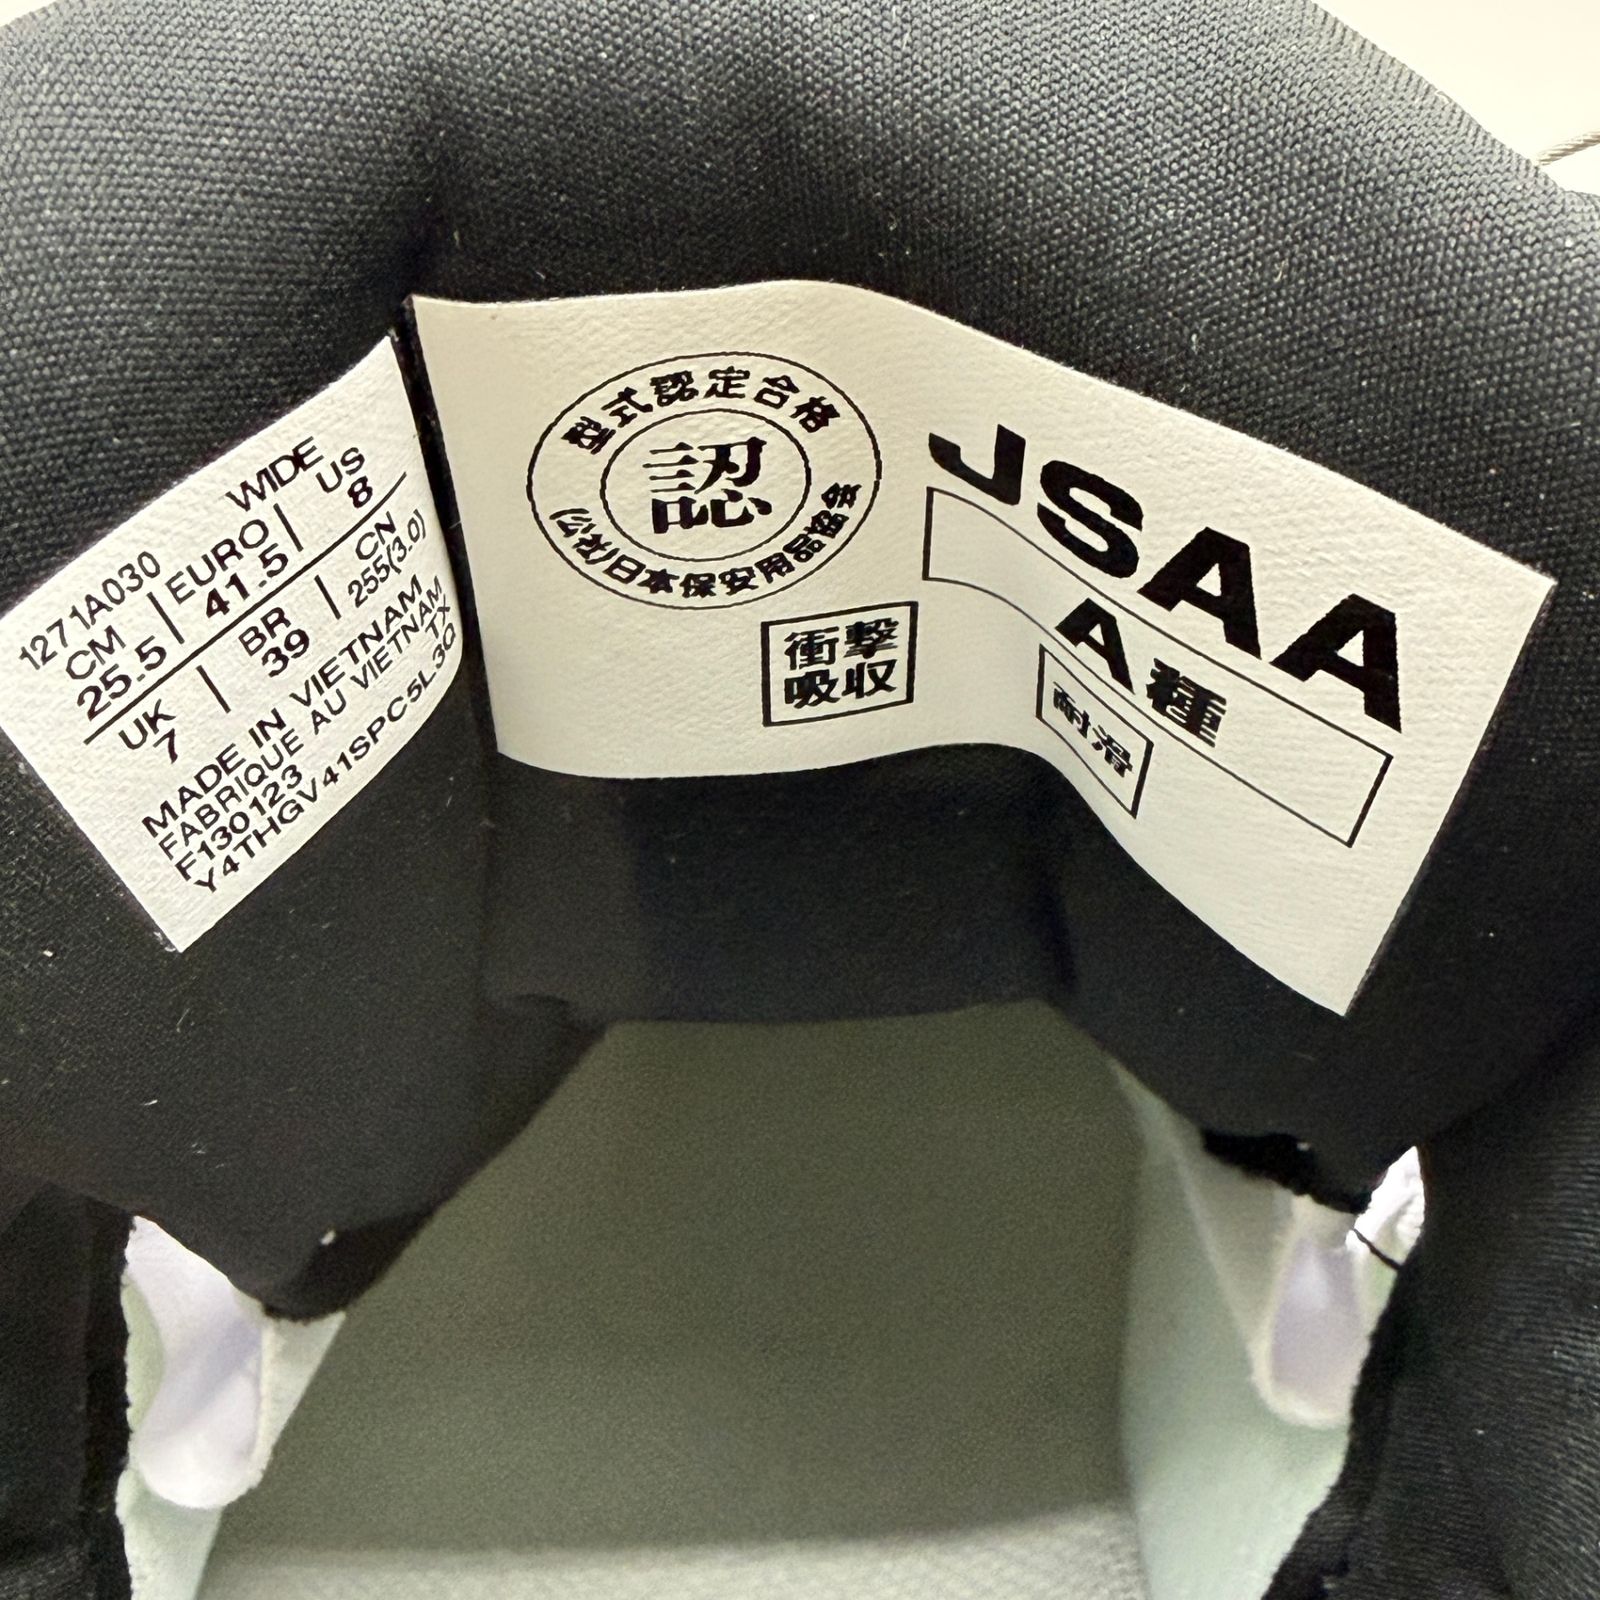 1271A030 WIDE
CM EURO US
25.5 41.5 8
UK BR CN
7 39 255(3.0)
MADE IN VIETNAM
FABRIQUE AU VIETNAM
F130123 TX
Y4THGV41SPC5L30
型式認定合格
認
(公社)日本保安用品協会
衝撃
吸収
JSAA
A種
耐滑